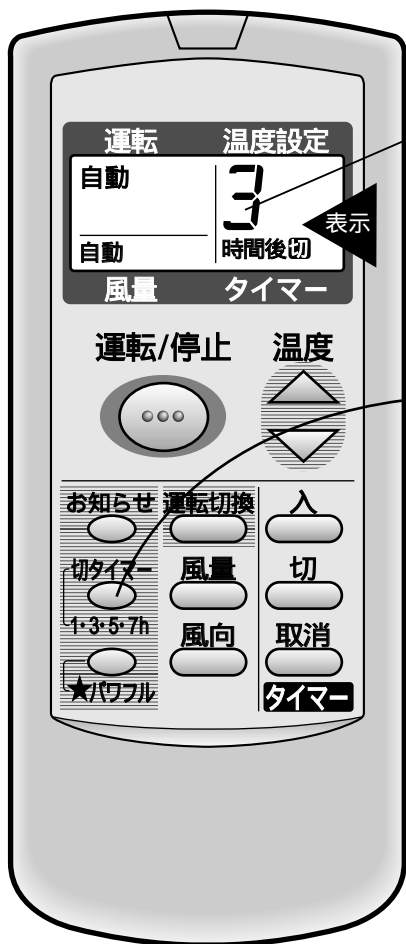 運転 温度設定
自動 3
表示
自動 時間後切
風量 タイマー
運転/停止 温度
お知らせ 運転切換 入
切タイマー 風量 切
1・3・5・7h 風向 取消
★パワフル タイマー